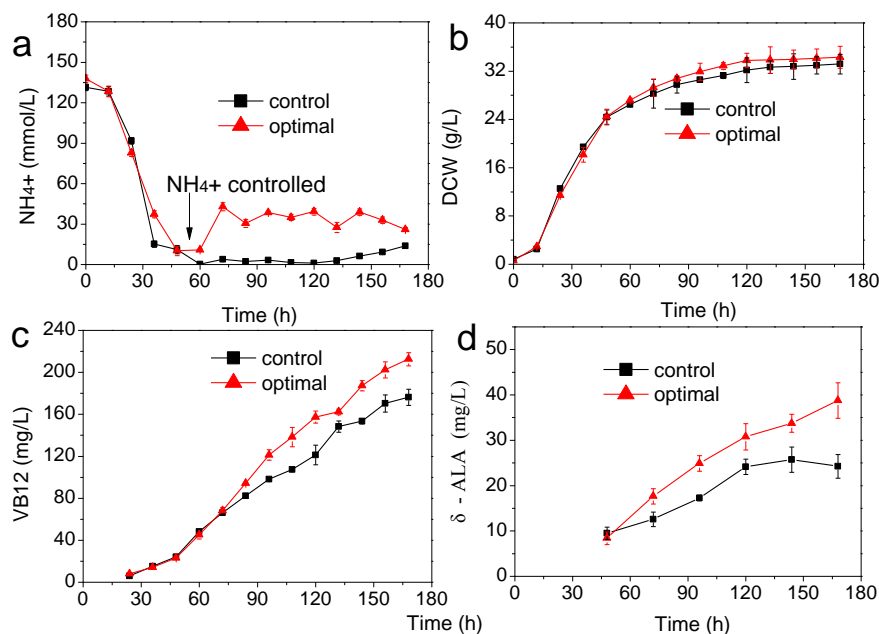 a
180
150
120
90
60
30
0
NH4+ (mmol/L)
control
optimal
NH4+ controlled
0 30 60 90 120 150 180
Time (h)
b
40
32
24
16
8
0
DCW (g/L)
control
optimal
0 30 60 90 120 150 180
Time (h)
c
240
200
160
120
80
40
0
VB12 (mg/L)
control
optimal
0 30 60 90 120 150 180
Time (h)
d
60
50
40
30
20
10
0
δ - ALA (mg/L)
control
optimal
0 30 60 90 120 150 180
Time (h)